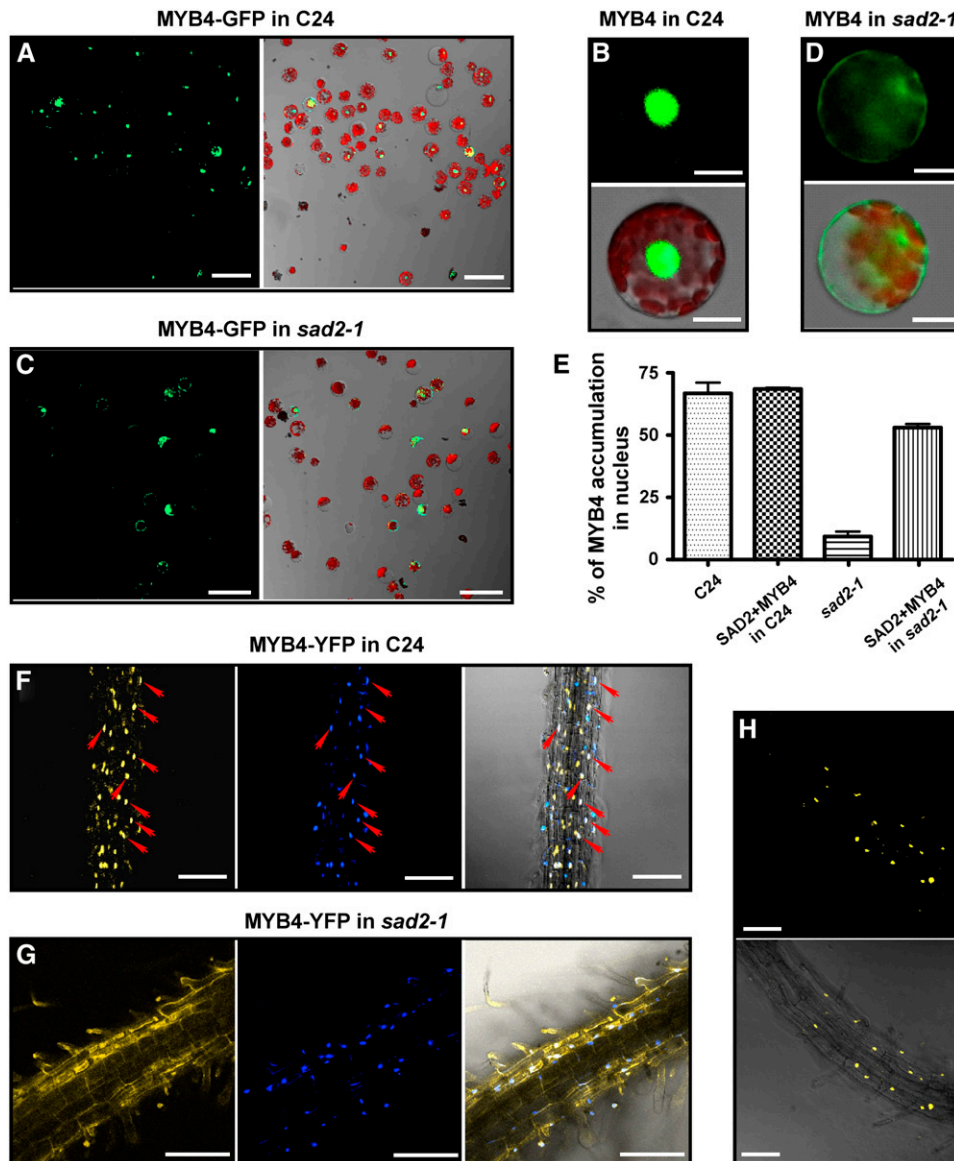 MYB4-GFP in C24
A
MYB4 in C24
B
MYB4 in sad2-1
D
MYB4-GFP in sad2-1
C
E
% of MYB4 accumulation
in nucleus
75
50
25
0
C24
SAD2+MYB4
in C24
sad2-1
SAD2+MYB4
in sad2-1
MYB4-YFP in C24
F
MYB4-YFP in sad2-1
G
H